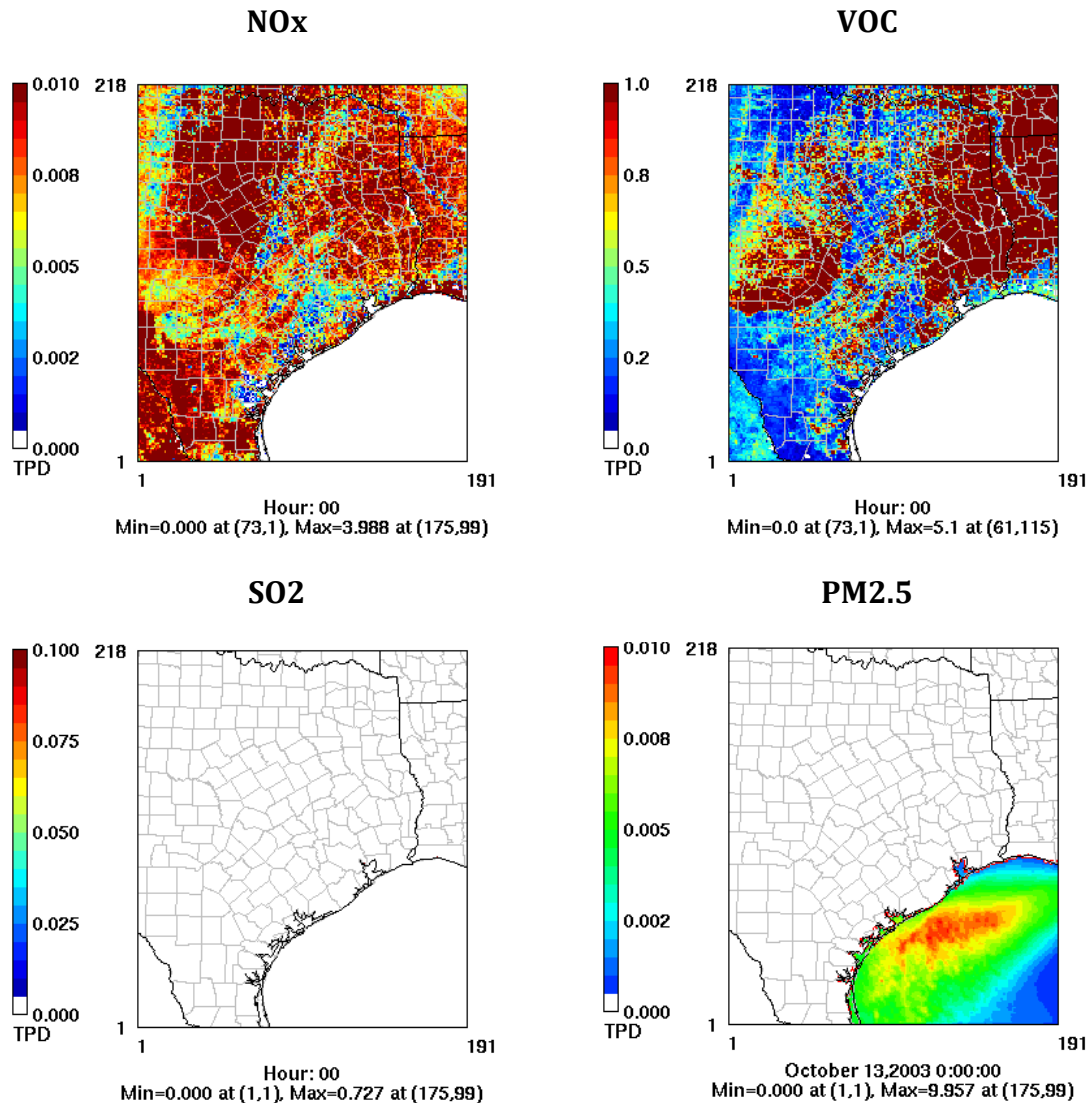 NOx
VOC
0.010
0.008
0.005
0.002
0.000
TPD
218
1
1
191
Hour: 00
Min=0.000 at (73,1), Max=3.988 at (175,99)
1.0
0.5
0.2
0.0
TPD
218
1
1
191
Hour: 00
Min=0.0 at (73,1), Max=5.1 at (61,115)
SO2
PM2.5
0.100
0.075
0.050
0.025
0.000
TPD
218
1
1
191
Hour: 00
Min=0.000 at (1,1), Max=0.727 at (175,99)
0.010
0.008
0.005
0.002
0.000
TPD
218
1
1
191
October 13,2003 0:00:00
Min=0.000 at (1,1), Max=9.957 at (175,99)